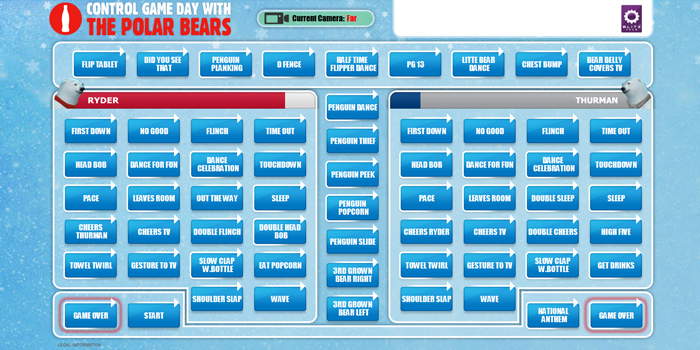 CONTROL GAME DAY WITH
THE POLAR BEARS
Current Camera: Far
BLITZ
FLIP TABLET
DID YOU SEE
THAT
PENGUIN
PLANKING
D FENCE
HALF TIME
FLIPPER DANCE
PG 13
LITTE BEAR
DANCE
CHEST BUMP
BEAR BELLY
COVERS TV
RYDER
FIRST DOWN
NO GOOD
FLINCH
TIME OUT
HEAD BOB
DANCE FOR FUN
DANCE
CELEBRATION
TOUCHDOWN
PACE
LEAVES ROOM
OUT THE WAY
SLEEP
CHEERS
THURMAN
CHEERS TV
DOUBLE FLINCH
DOUBLE HEAD
BOB
TOWEL TWIRL
GESTURE TO TV
SLOW CLAP
W.BOTTLE
EAT POPCORN
SHOULDER SLAP
WAVE
GAME OVER
START
PENGUIN DANCE
PENGUIN THIEF
PENGUIN PEEK
PENGUIN
POPCORN
PENGUIN SLIDE
3RD GROWN
BEAR RIGHT
3RD GROWN
BEAR LEFT
THURMAN
FIRST DOWN
NO GOOD
FLINCH
TIME OUT
HEAD BOB
DANCE FOR FUN
DANCE
CELEBRATION
TOUCHDOWN
PACE
LEAVES ROOM
DOUBLE SLEEP
SLEEP
CHEERS RYDER
CHEERS TV
DOUBLE CHEERS
HIGH FIVE
TOWEL TWIRL
GESTURE TO TV
SLOW CLAP
W.BOTTLE
GET DRINKS
SHOULDER SLAP
WAVE
NATIONAL
ANTHEM
GAME OVER
LEGAL INFORMATION